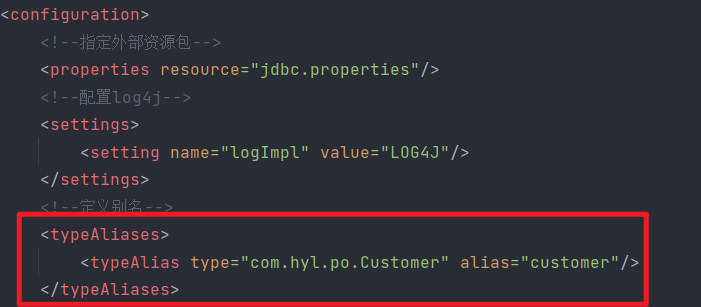 <configuration>
<!--指定外部资源包-->
<properties resource="jdbc.properties"/>
<!--配置log4j-->
<settings>
<setting name="logImpl" value="LOG4J"/>
</settings>
<!--定义别名-->
<typeAliases>
<typeAlias type="com.hyl.po.Customer" alias="customer"/>
</typeAliases>